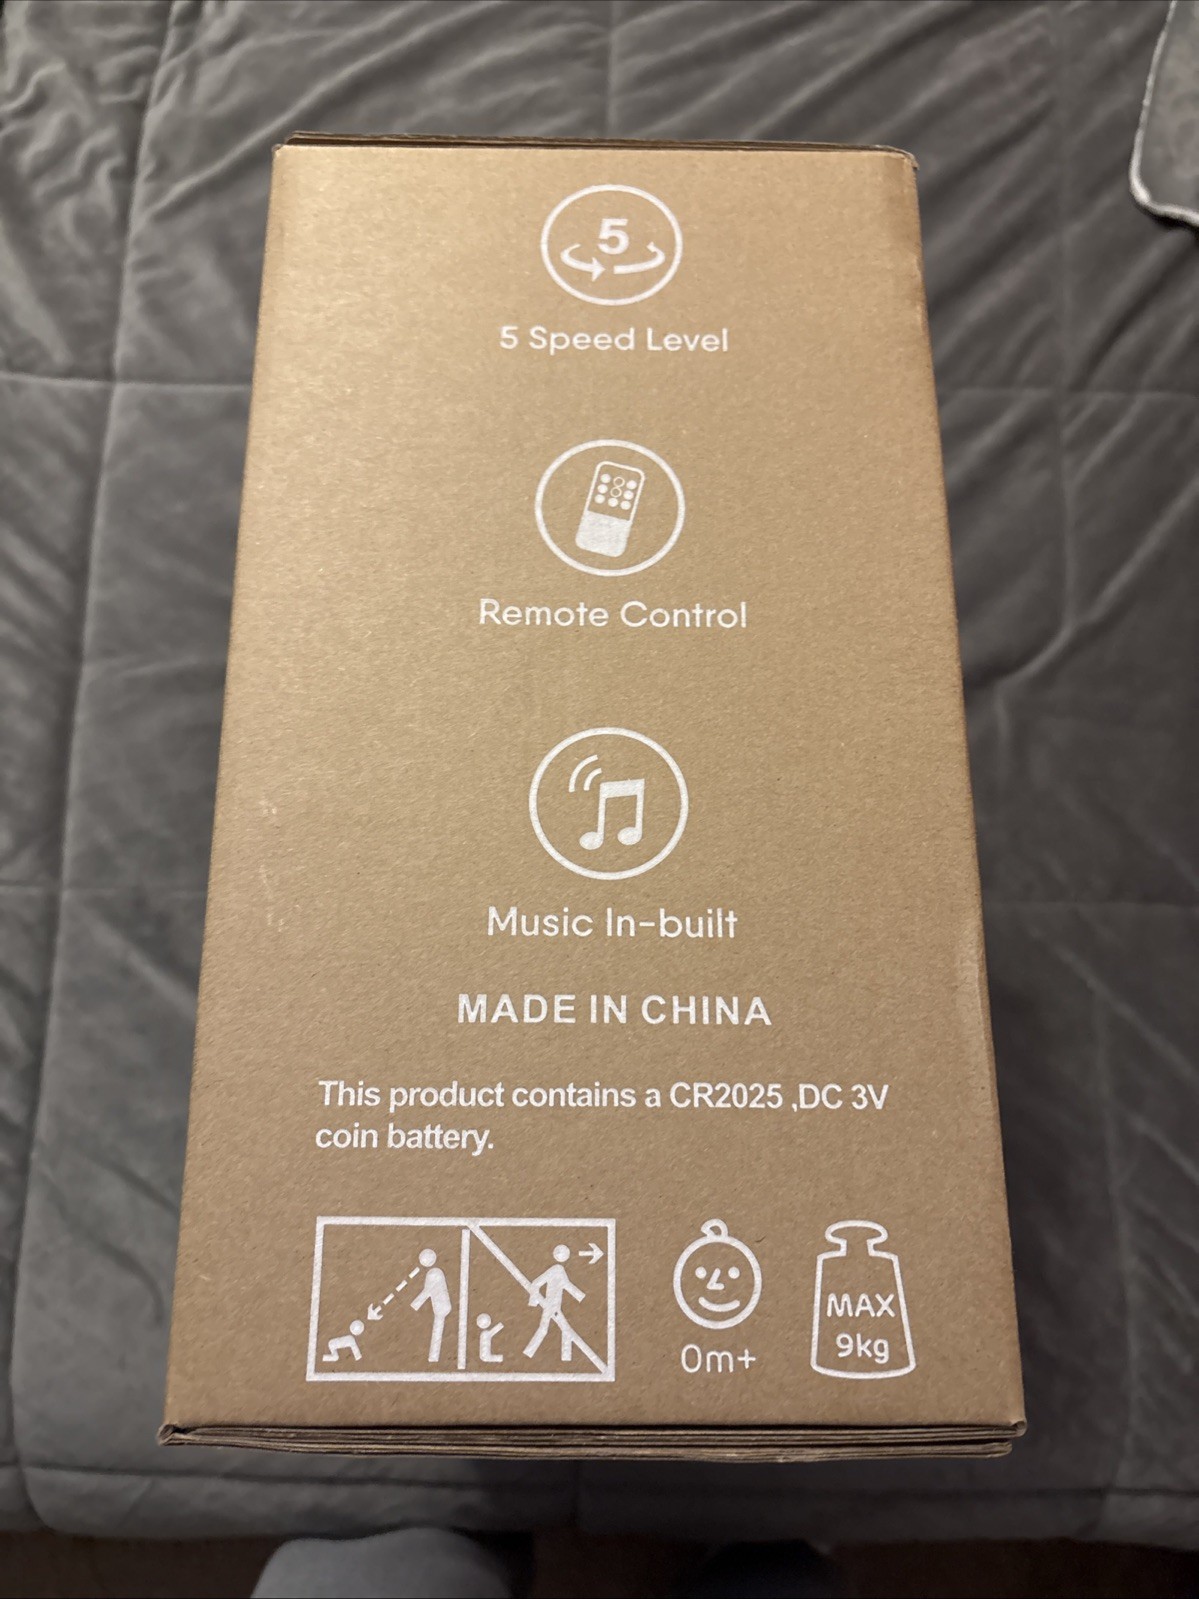 5
5 Speed Level
Remote Control
Music In-built
MADE IN CHINA
This product contains a CR2025 ,DC 3V
coin battery.
0m+
MAX
9kg